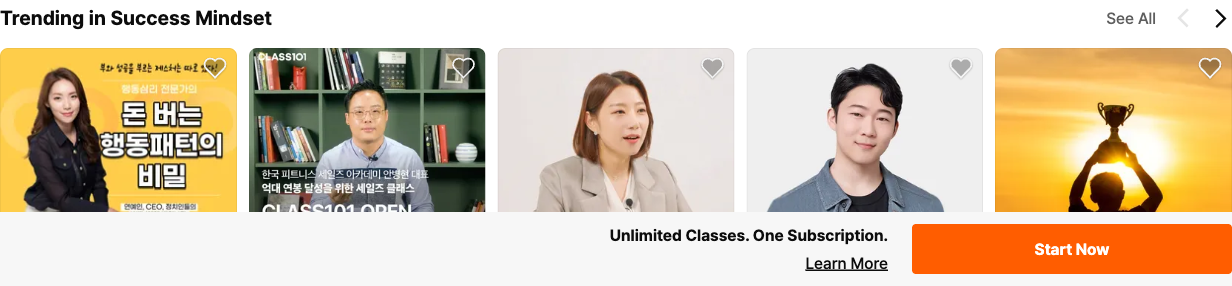 Trending in Success Mindset
See All
부와 성공을 부르는 제스처는 따로 있다!
행동심리 전문가의
돈 버는
행동패턴의
비밀
연예인, CEO, 정치인들의
CLASS101
한국 피트니스 세일즈 아카데미 안병현 대표
억대 연봉 달성을 위한 세일즈 클래스
CLASS101 OPEN
Unlimited Classes. One Subscription.
Learn More
Start Now